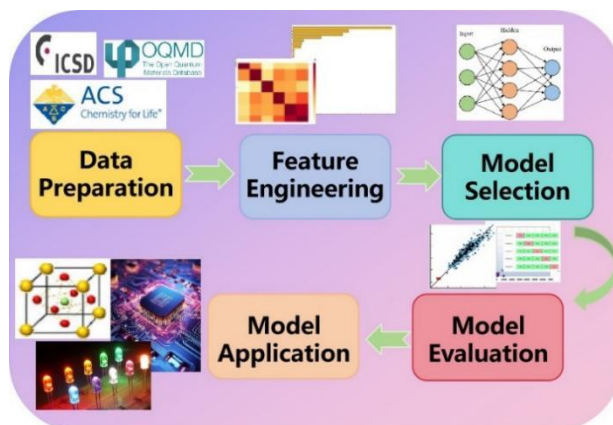 ICSD
OQMD
The Open Quantum
Materials Database
ACS
Chemistry for Life®
Input
Hidden
Output
Data
Preparation
Feature
Engineering
Model
Selection
Model
Application
Model
Evaluation